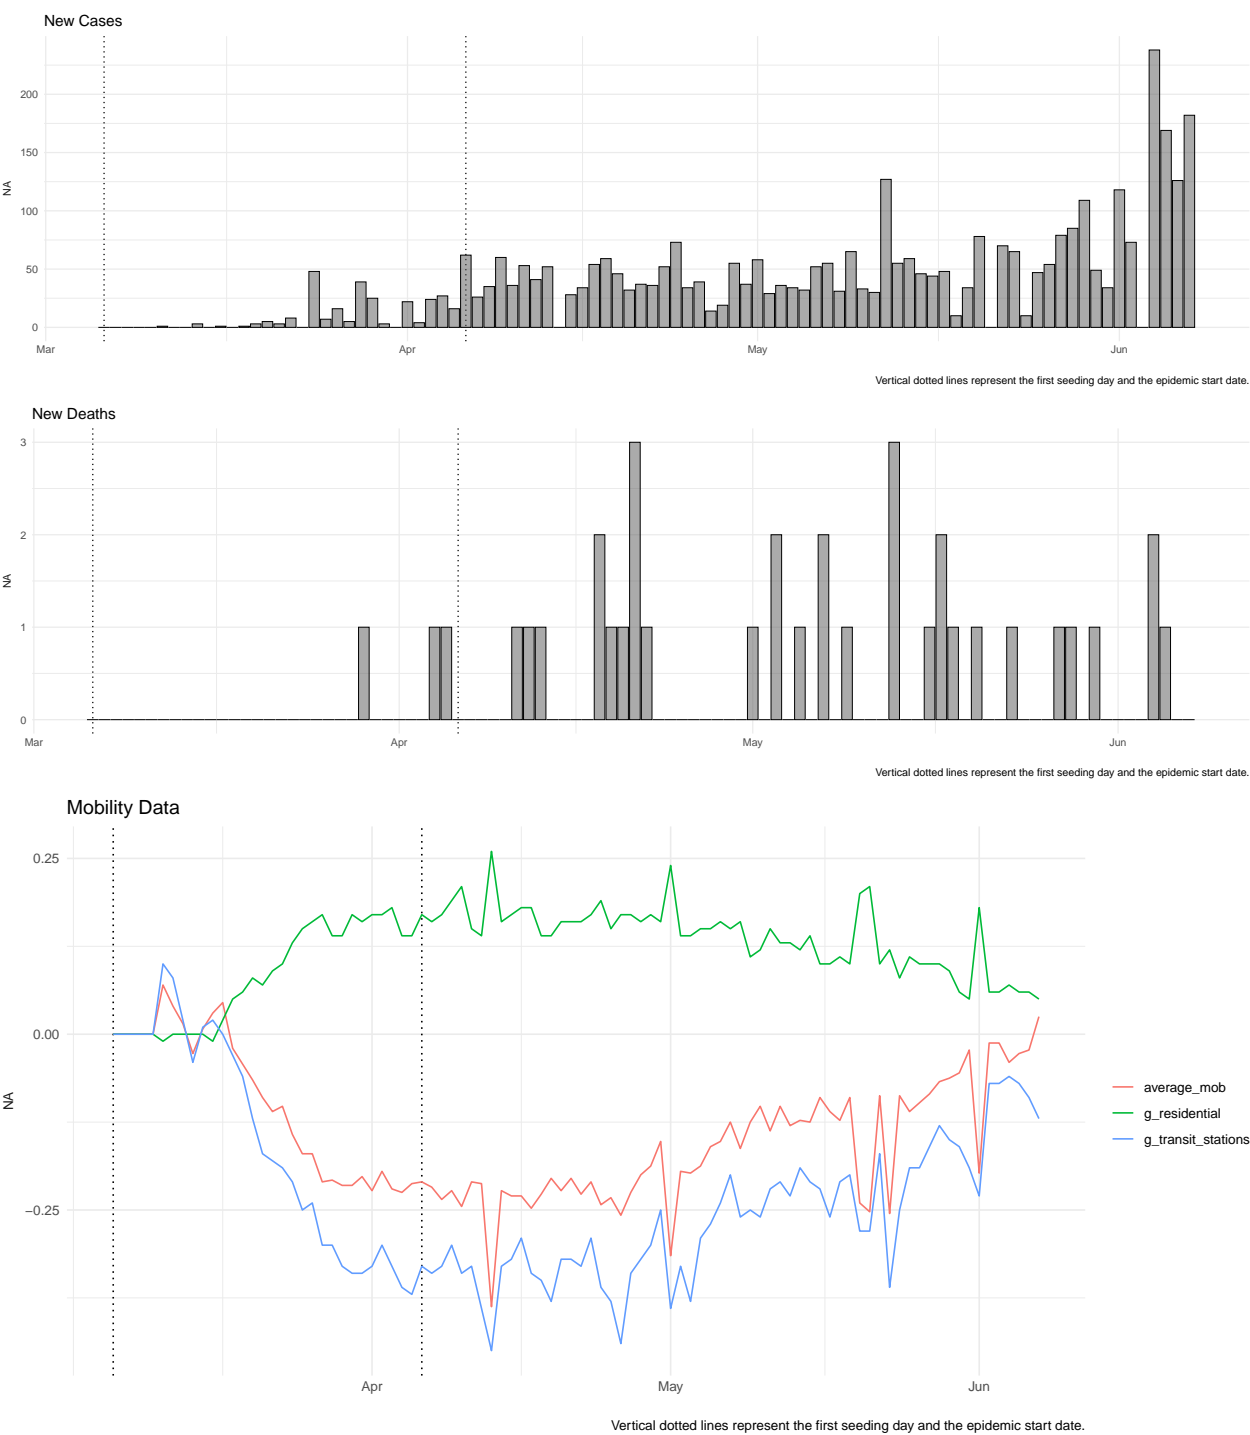 New Cases
200
150
100
50
0
NA
Mar
Apr
May
Jun
Vertical dotted lines represent the first seeding day and the epidemic start date.
New Deaths
3
2
1
0
NA
Mar
Apr
May
Jun
Vertical dotted lines represent the first seeding day and the epidemic start date.
Mobility Data
0.25
0.00
−0.25
NA
average_mob
g_residential
g_transit_stations
Apr
May
Jun
Vertical dotted lines represent the first seeding day and the epidemic start date.